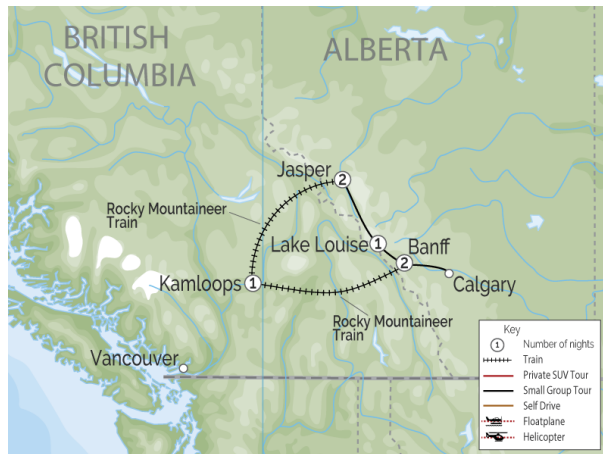 BRITISH
COLUMBIA
ALBERTA
Jasper
2
Rocky Mountaineer
Train
Lake Louise
1
Banff
2
Kamloops
1
Calgary
Rocky Mountaineer
Train
Vancouver
Key
1 Number of nights
Train
Private SUV Tour
Small Group Tour
Self Drive
Floatplane
Helicopter